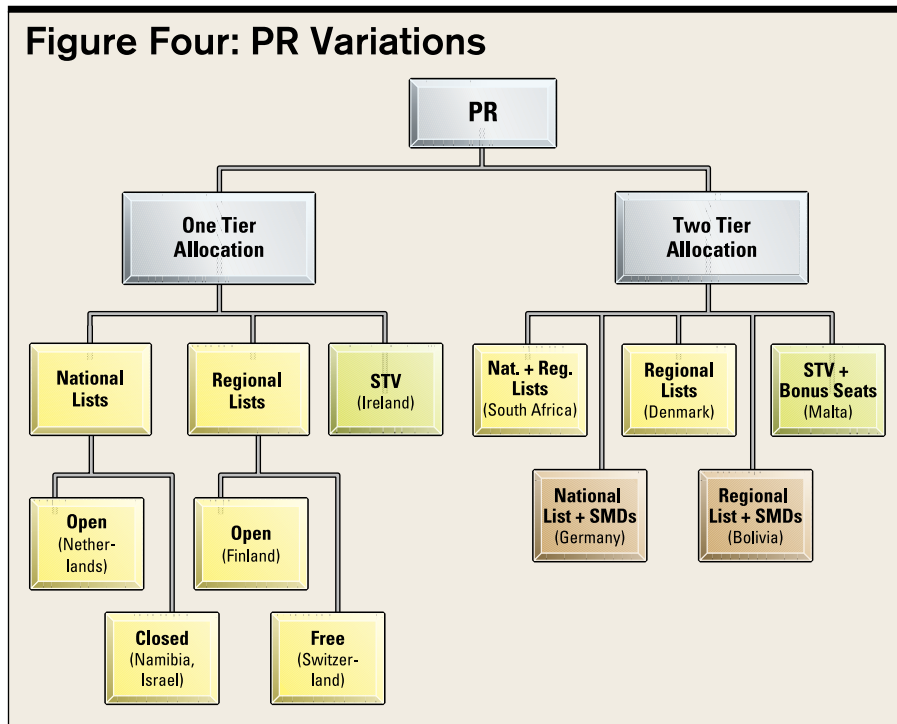 Figure Four: PR Variations
PR
One Tier
Allocation
Two Tier
Allocation
National
Lists
Regional
Lists
STV
(Ireland)
Nat. + Reg.
Lists
(South Africa)
Regional
Lists
(Denmark)
STV +
Bonus Seats
(Malta)
National
List + SMDs
(Germany)
Regional
List + SMDs
(Bolivia)
Open
(Nether-
lands)
Open
(Finland)
Closed
(Namibia,
Israel)
Free
(Switzer-
land)